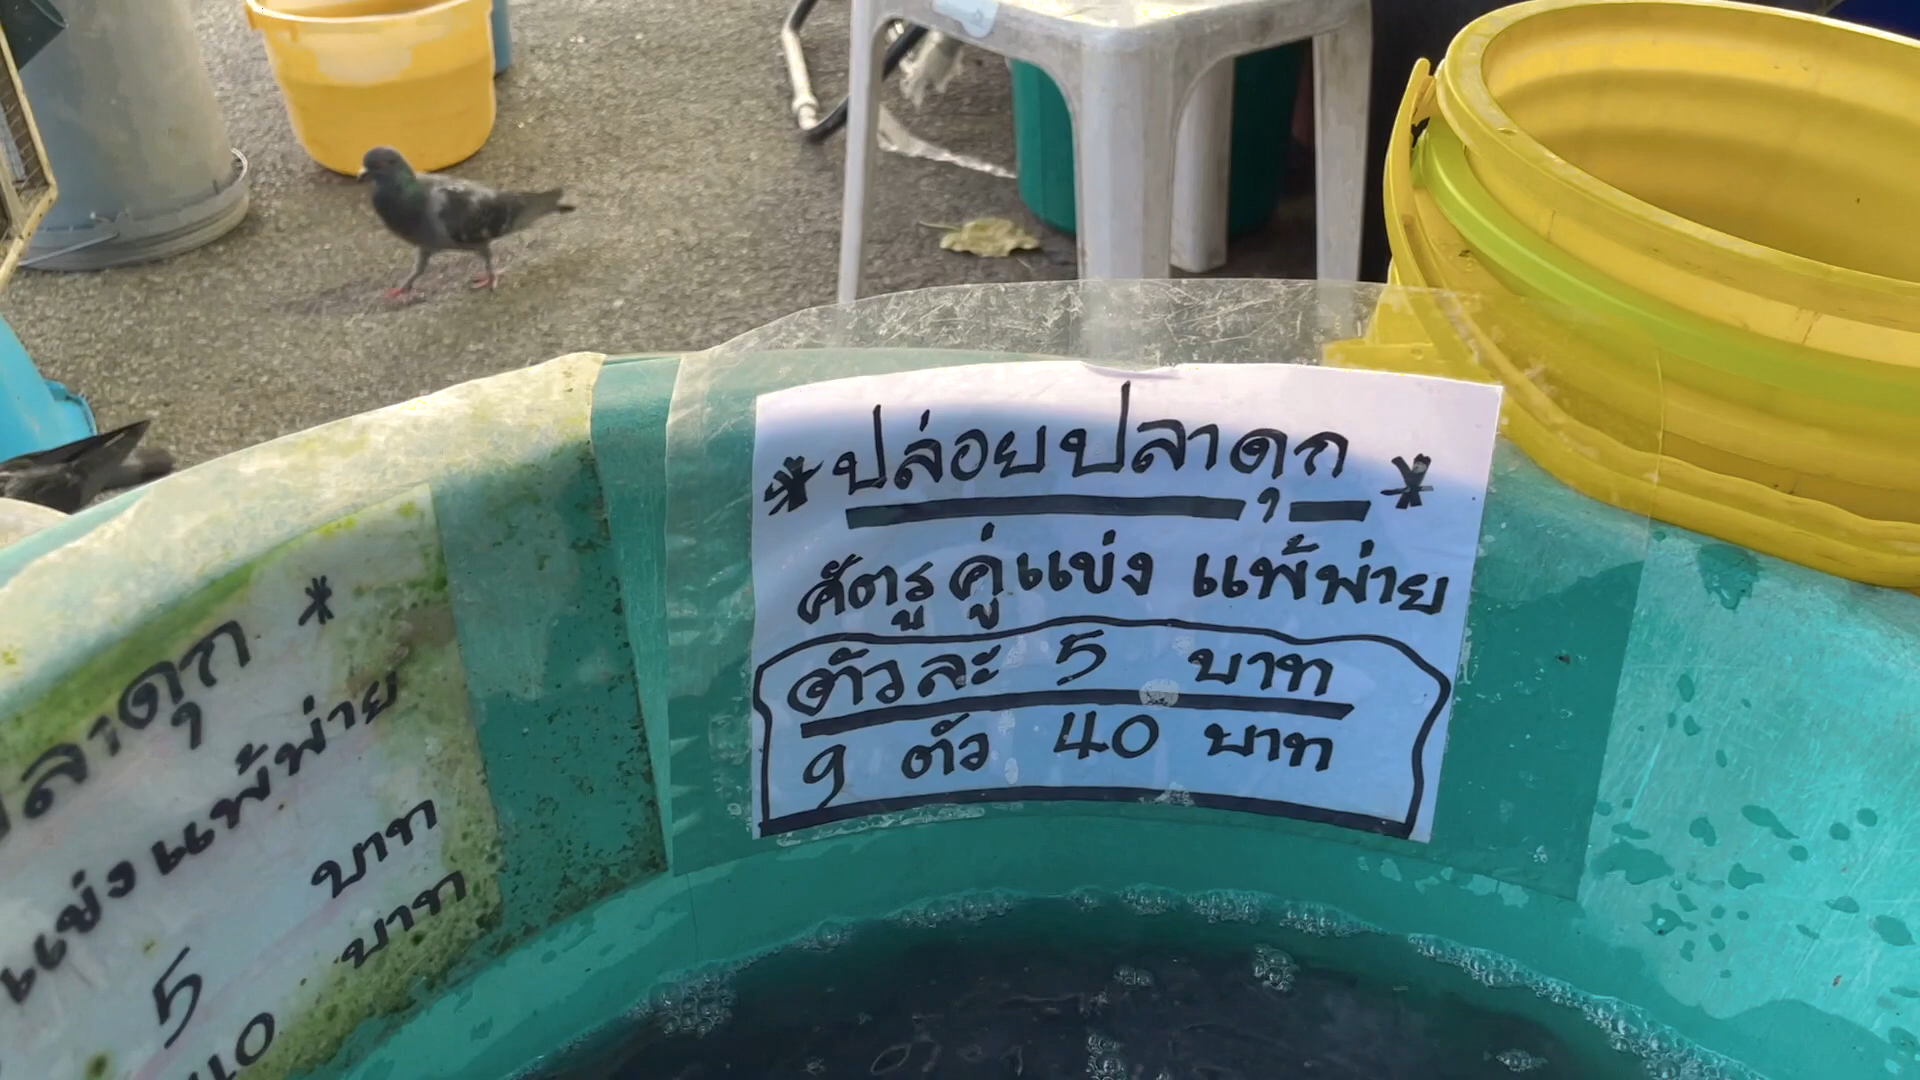 * ปล่อยปลาดุก *
ศัตรูคู่แข่ง แพ้พ่าย
ตัวละ 5 บาท
9 ตัว 40 บาท
ลาดุก *
แข่งแพ้พ่าย
5 บาท
40 บาท